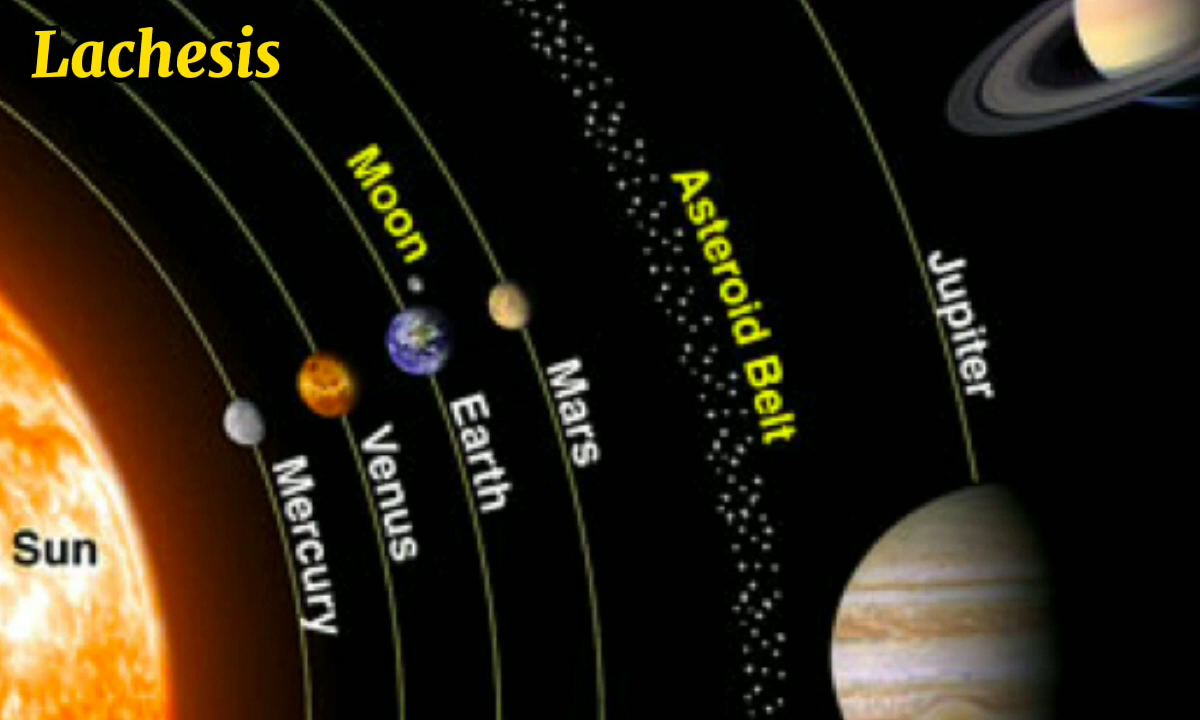 Lachesis
Moon
Asteroid Belt
Jupiter
Mars
Earth
Venus
Mercury
Sun